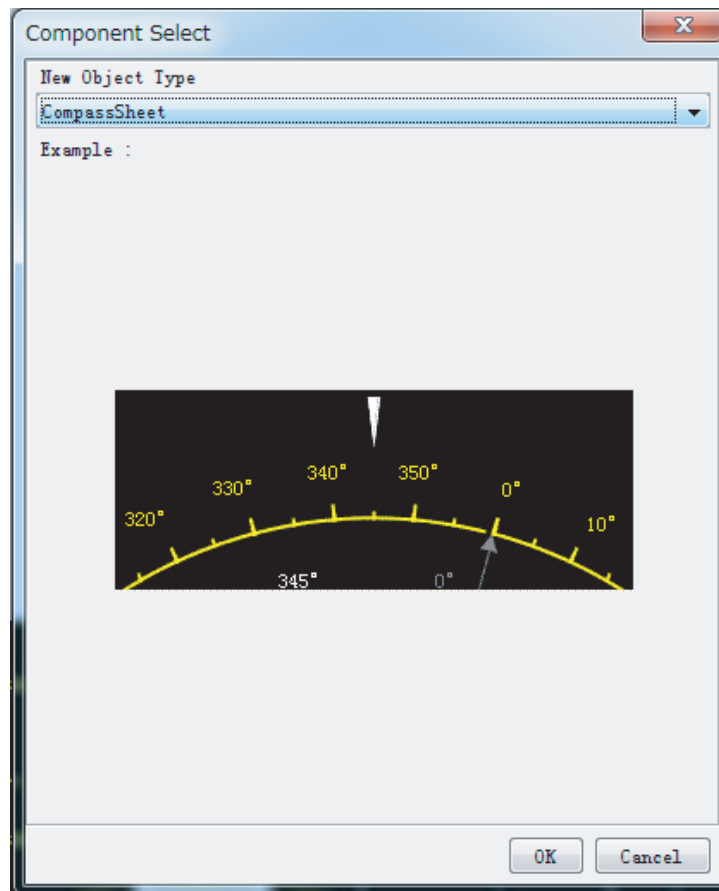 Component Select
New Object Type
CompassSheet
Example :
340° 350°
330° 0°
320° 10°
345° 0°
OK Cancel